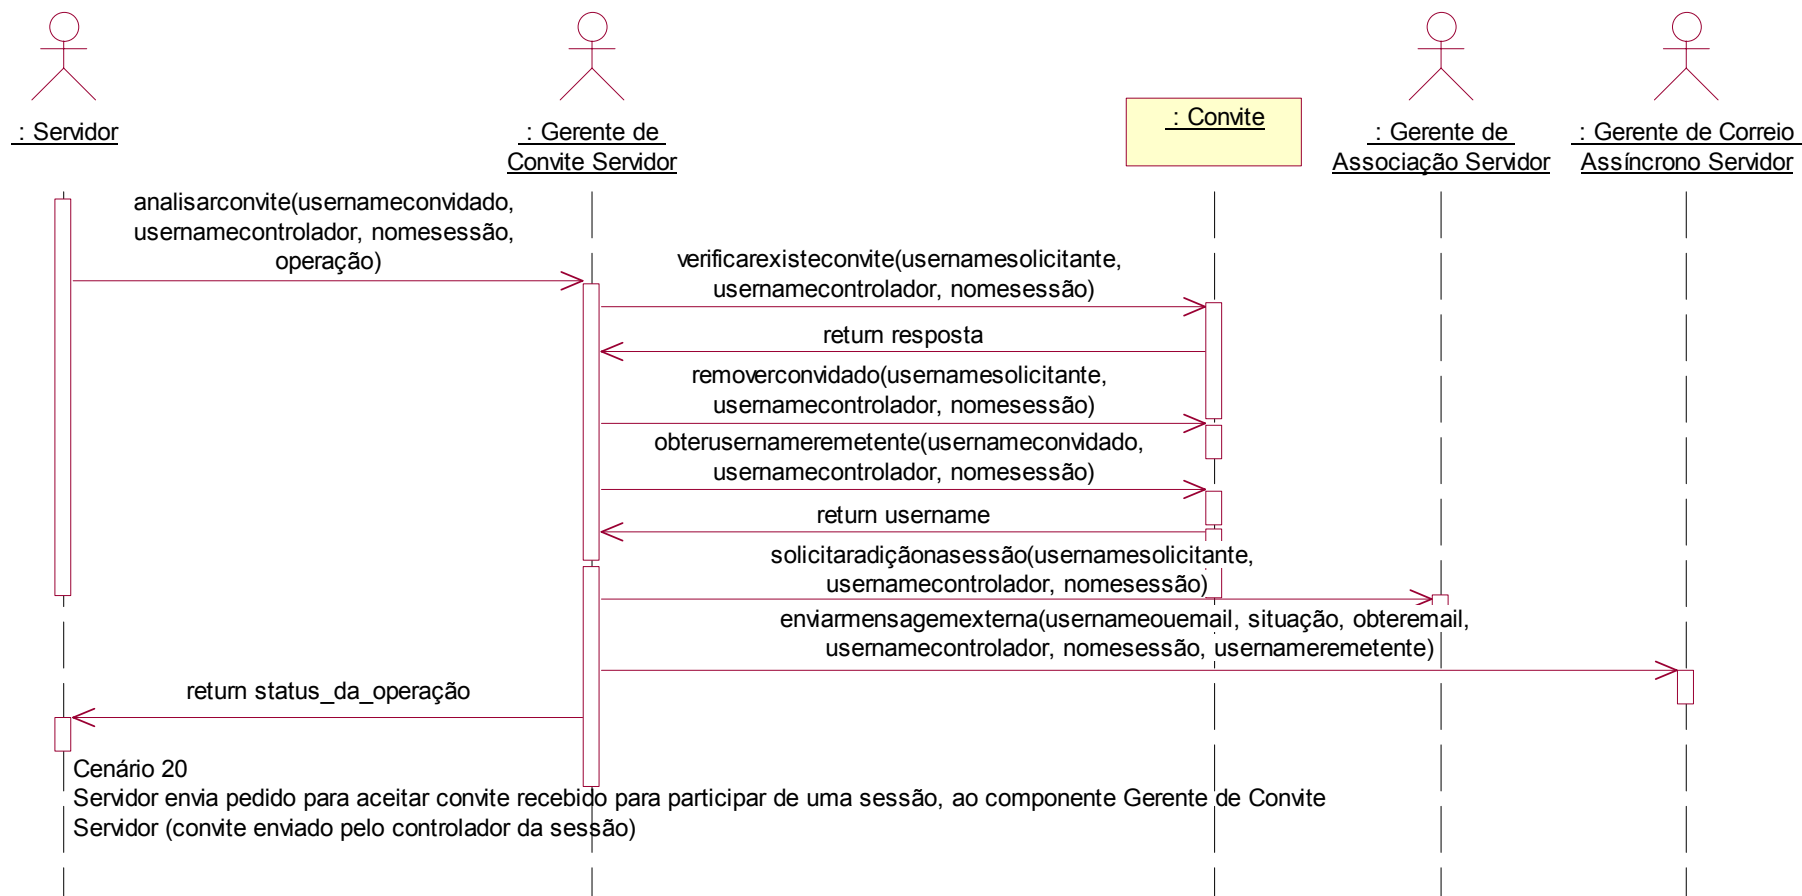 : Servidor
: Gerente de
Convite Servidor
: Convite
: Gerente de
Associação Servidor
: Gerente de Correio
Assíncrono Servidor
analisarconvite(usernameconvidado,
usernamecontrolador, nomesessão,
operação)
verificarexisteconvite(usernamesolicitante,
usernamecontrolador, nomesessão)
return resposta
removerconvidado(usernamesolicitante,
usernamecontrolador, nomesessão)
obterusernameremetente(usernameconvidado,
usernamecontrolador, nomesessão)
return username
solicitaradiçãonasessão(usernamesolicitante,
usernamecontrolador, nomesessão)
enviarmensagemexterna(usernameouemail, situação, obteremail,
usernamecontrolador, nomesessão, usernameremetente)
return status_da_operação
Cenário 20
Servidor envia pedido para aceitar convite recebido para participar de uma sessão, ao componente Gerente de Convite
Servidor (convite enviado pelo controlador da sessão)